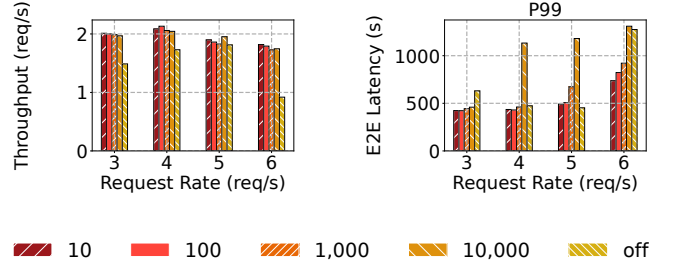 P99
Throughput (req/s)
2
1
0
3 4 5 6
Request Rate (req/s)
E2E Latency (s)
1000
500
0
3 4 5 6
Request Rate (req/s)
10 100 1,000 10,000 off